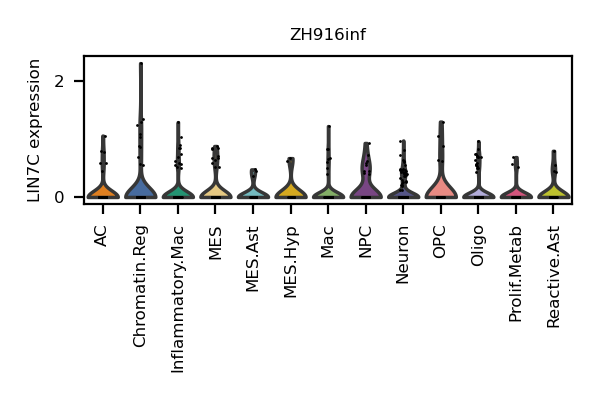 ZH916inf
LIN7C expression
2
0
AC
Chromatin.Reg
Inflammatory.Mac
MES
MES.Ast
MES.Hyp
Mac
NPC
Neuron
OPC
Oligo
Prolif.Metab
Reactive.Ast